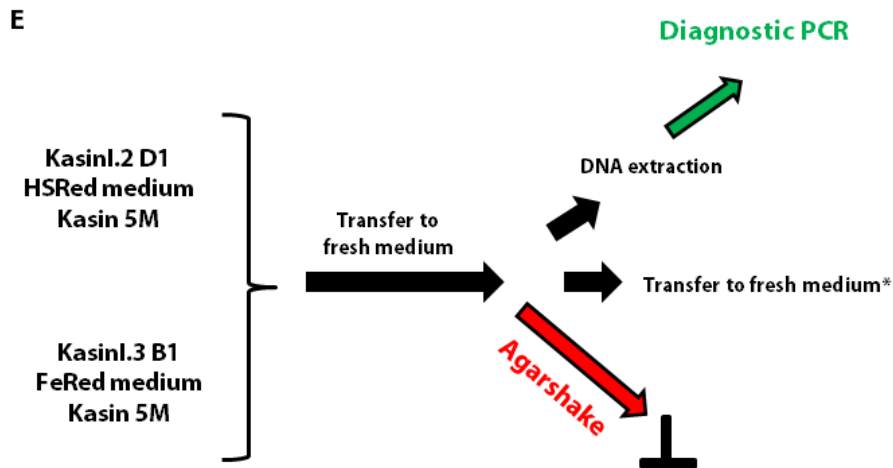 E
Diagnostic PCR
KasinI.2 D1
HSRed medium
Kasin 5M
DNA extraction
Transfer to
fresh medium
Transfer to fresh medium*
KasinI.3 B1
FeRed medium
Kasin 5M
Agarshake